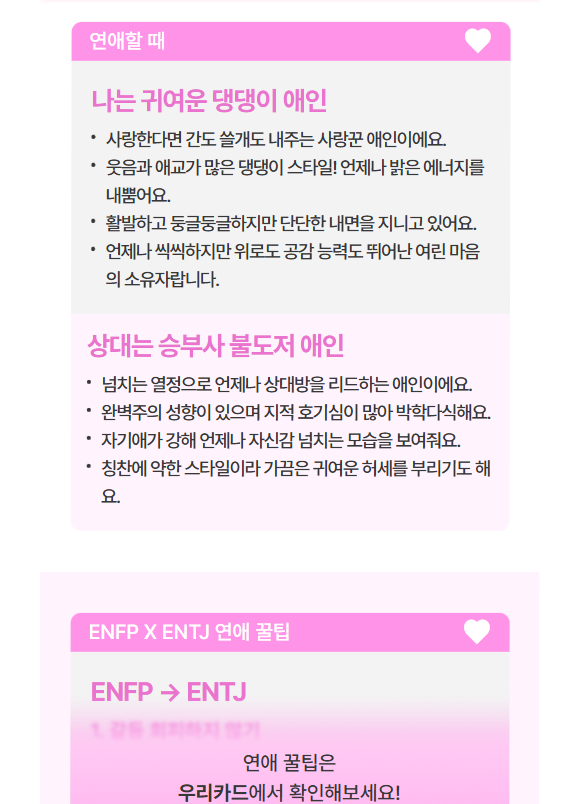 연애할 때
나는 귀여운 댕댕이 애인
• 사랑한다면 간도 쓸개도 내주는 사랑꾼 애인이에요.
• 웃음과 애교가 많은 댕댕이 스타일! 언제나 밝은 에너지를
내뿜어요.
• 활발하고 둥글둥글하지만 단단한 내면을 지니고 있어요.
• 언제나 씩씩하지만 위로도 공감 능력도 뛰어난 여린 마음
의 소유자랍니다.
상대는 승부사 불도저 애인
• 넘치는 열정으로 언제나 상대방을 리드하는 애인이에요.
• 완벽주의 성향이 있으며 지적 호기심이 많아 박학다식해요.
• 자기애가 강해 언제나 자신감 넘치는 모습을 보여줘요.
• 칭찬에 약한 스타일이라 가끔은 귀여운 허세를 부리기도 해
요.
ENFP X ENTJ 연애 꿀팁
ENFP → ENTJ
1. 갈등 회피하지 않기
연애 꿀팁은
우리카드에서 확인해보세요!